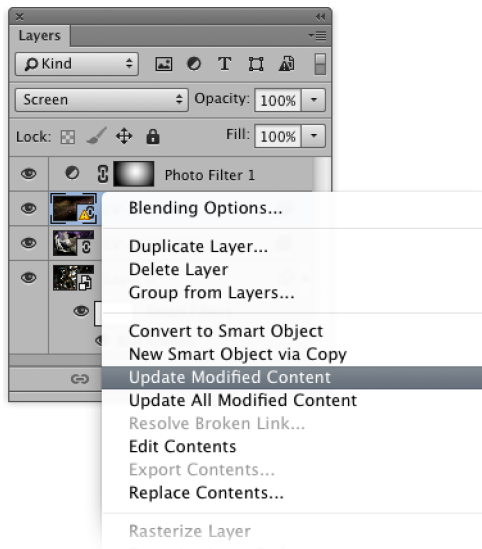 Layers
Kind
Screen Opacity: 100%
Lock: Fill: 100%
Photo Filter 1
Blending Options...
Duplicate Layer...
Delete Layer
Group from Layers...
Convert to Smart Object
New Smart Object via Copy
Update Modified Content
Update All Modified Content
Resolve Broken Link...
Edit Contents
Export Contents...
Replace Contents...
Rasterize Layer